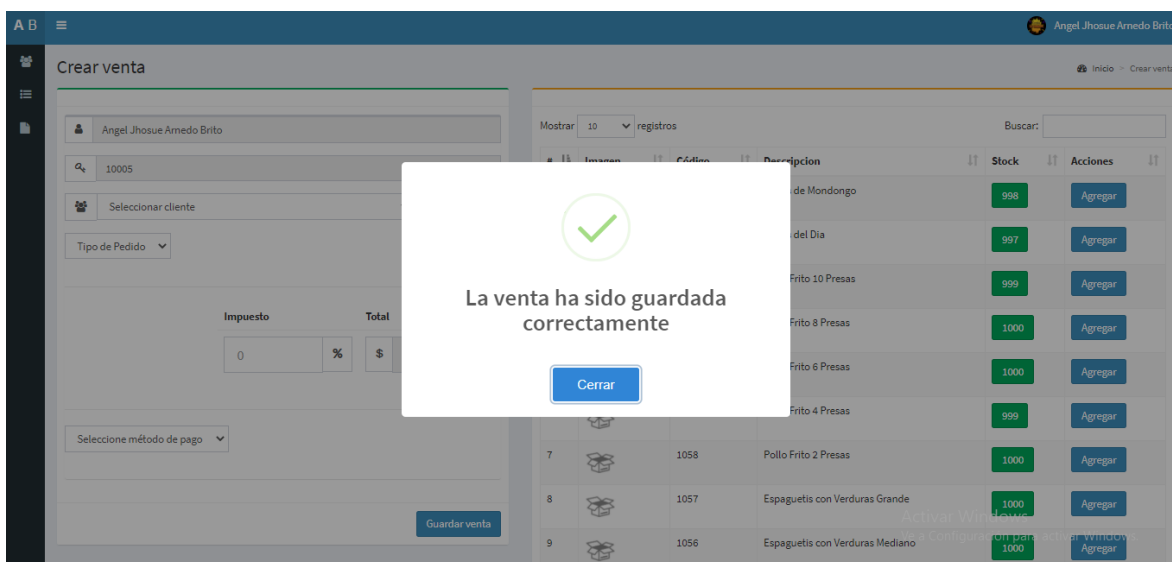 A B
Angel Jhosue Arnedo Brito
Crear venta
Inicio > Crear venta
Angel Jhosue Arnedo Brito
10005
Seleccionar cliente
Tipo de Pedido
Impuesto Total
0 % $
Seleccione método de pago
Guardar venta
Mostrar 10 registros Buscar:
# Imagen Código Descripcion Stock Acciones
de Mondongo 998 Agregar
del Dia 997 Agregar
Frito 10 Presas 999 Agregar
Frito 8 Presas 1000 Agregar
Frito 6 Presas 1000 Agregar
Frito 4 Presas 999 Agregar
7 1058 Pollo Frito 2 Presas 1000 Agregar
8 1057 Espaguetis con Verduras Grande 1000 Agregar
9 1056 Espaguetis con Verduras Mediano 1000 Agregar
La venta ha sido guardada
correctamente
Cerrar
Activar Windows
Ve a Configuración para activar Windows